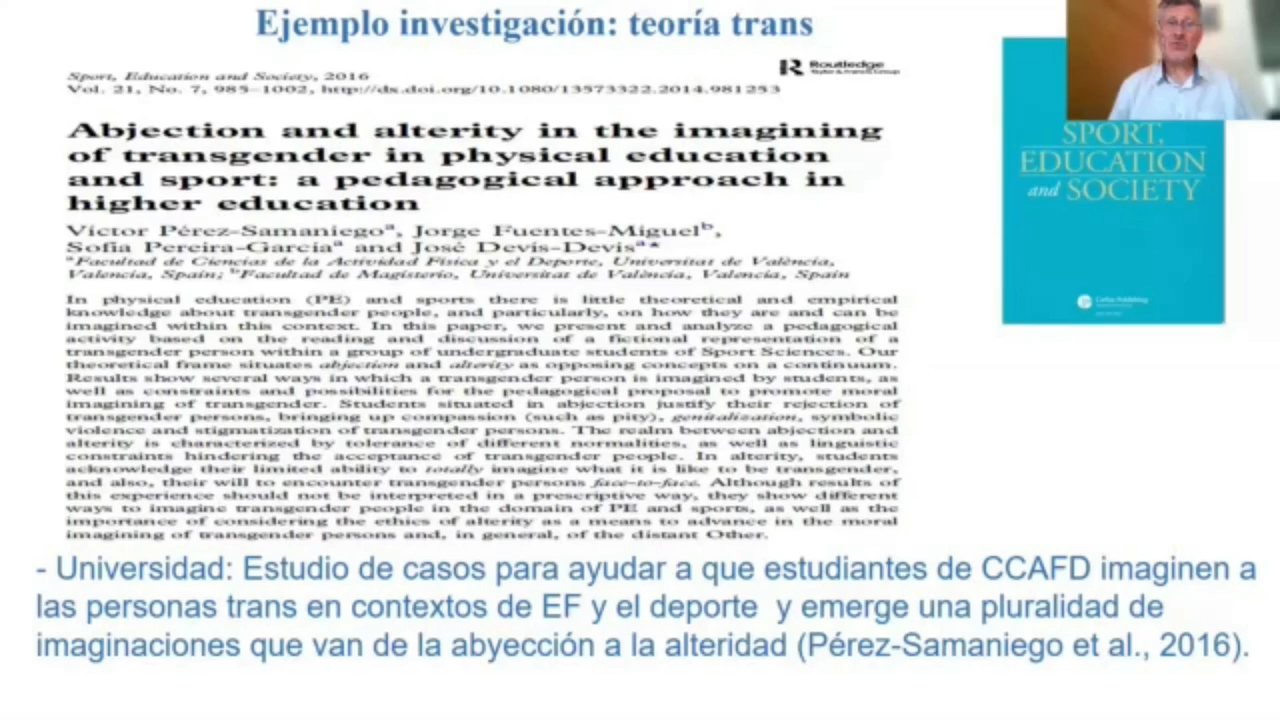 Ejemplo investigación: teoría trans
Sport, Education and Society, 2016
Vol. 21, No. 7, 985–1002, http://dx.doi.org/10.1080/13573322.2014.981253
Routledge
Taylor & Francis Group
Abjection and alterity in the imagining
of transgender in physical education
and sport: a pedagogical approach in
higher education
Víctor Pérez-Samaniegoª, Jorge Fuentes-Miguelᵇ,
Sofía Pereira-Garcíaª and José Devís-Devísª*
ªFacultad de Ciencias de la Actividad Física y el Deporte, Universitat de València,
Valencia, Spain; ᵇFacultad de Magisterio, Universitat de València, Valencia, Spain
In physical education (PE) and sports there is little theoretical and empirical
knowledge about transgender people, and particularly, on how they are and can be
imagined within this context. In this paper, we present and analyze a pedagogical
activity based on the reading and discussion of a fictional representation of a
transgender person within a group of undergraduate students of Sport Sciences. Our
theoretical frame situates abjection and alterity as opposing concepts on a continuum.
Results show several ways in which a transgender person is imagined by students, as
well as constraints and possibilities for the pedagogical proposal to promote moral
imagining of transgender. Students situated in abjection justify their rejection of
transgender persons, bringing up compassion (such as pity), genitalization, symbolic
violence and stigmatization of transgender persons. The realm between abjection and
alterity is characterized by tolerance of different normalities, as well as linguistic
constraints hindering the acceptance of transgender people. In alterity, students
acknowledge their limited ability to totally imagine what it is like to be transgender,
and also, their will to encounter transgender persons face-to-face. Although results of
this experience should not be interpreted in a prescriptive way, they show different
ways to imagine transgender people in the domain of PE and sports, as well as the
importance of considering the ethics of alterity as a means to advance in the moral
imagining of transgender persons and, in general, of the distant Other.
SPORT,
EDUCATION
and SOCIETY
Carfax Publishing
- Universidad: Estudio de casos para ayudar a que estudiantes de CCAFD imaginen a
las personas trans en contextos de EF y el deporte y emerge una pluralidad de
imaginaciones que van de la abyección a la alteridad (Pérez-Samaniego et al., 2016).